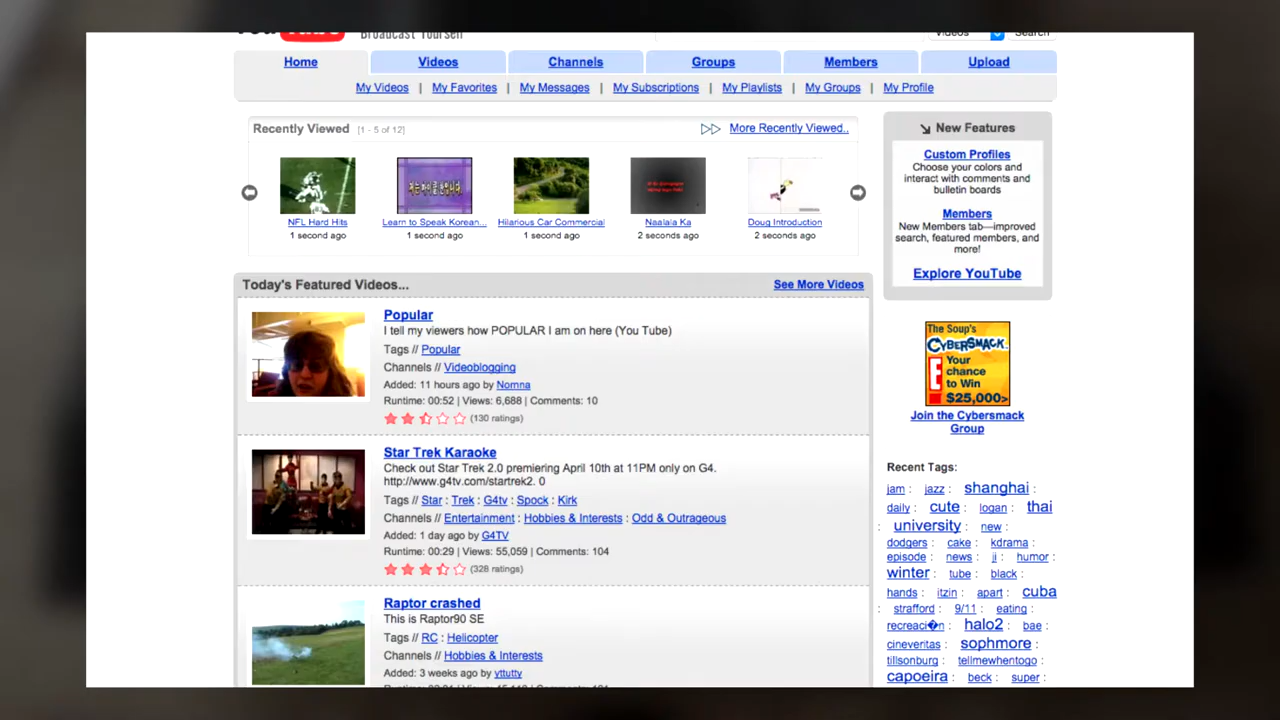 Broadcast Yourself
Videos Search
Home Videos Channels Groups Members Upload
My Videos | My Favorites | My Messages | My Subscriptions | My Playlists | My Groups | My Profile
Recently Viewed [1 - 5 of 12] More Recently Viewed..
NFL Hard Hits
1 second ago
Learn to Speak Korean...
1 second ago
Hilarious Car Commercial
1 second ago
Naalala Ka
2 seconds ago
Doug Introduction
2 seconds ago
New Features
Custom Profiles
Choose your colors and
interact with comments and
bulletin boards
Members
New Members tab—improved
search, featured members, and
more!
Explore YouTube
Today's Featured Videos... See More Videos
Popular
I tell my viewers how POPULAR I am on here (You Tube)
Tags // Popular
Channels // Videoblogging
Added: 11 hours ago by Nornna
Runtime: 00:52 | Views: 6,688 | Comments: 10
(130 ratings)
Star Trek Karaoke
Check out Star Trek 2.0 premiering April 10th at 11PM only on G4.
http://www.g4tv.com/startrek2. 0
Tags // Star : Trek : G4tv : Spock : Kirk
Channels // Entertainment : Hobbies & Interests : Odd & Outrageous
Added: 1 day ago by G4TV
Runtime: 00:29 | Views: 55,059 | Comments: 104
(328 ratings)
Raptor crashed
This is Raptor90 SE
Tags // RC : Helicopter
Channels // Hobbies & Interests
Added: 3 weeks ago by yttutty
The Soup's
CYBERSMACK
E Your
chance
to Win
$25,000>
Join the Cybersmack
Group
Recent Tags:
jam : jazz : shanghai :
daily : cute : logan : thai
: university : new :
dodgers : cake : kdrama :
episode : news : ji : humor :
winter : tube : black :
hands : itzin : apart : cuba
: strafford : 9/11 : eating :
recreaci�n : halo2 : bae :
cineveritas : sophmore :
tillsonburg : tellmewhentogo :
capoeira : beck : super :